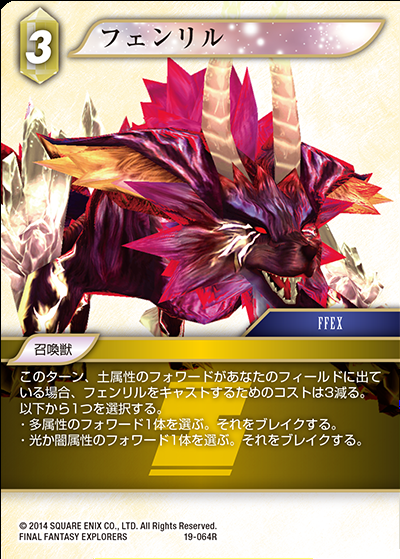 3
フェンリル
FFEX
召喚獣
このターン、土属性のフォワードがあなたのフィールドに出て
いる場合、フェンリルをキャストするためのコストは3減る。
以下から1つを選択する。
・多属性のフォワード1体を選ぶ。それをブレイクする。
・光か闇属性のフォワード1体を選ぶ。それをブレイクする。
© 2014 SQUARE ENIX CO., LTD. All Rights Reserved.
FINAL FANTASY EXPLORERS 19-064R